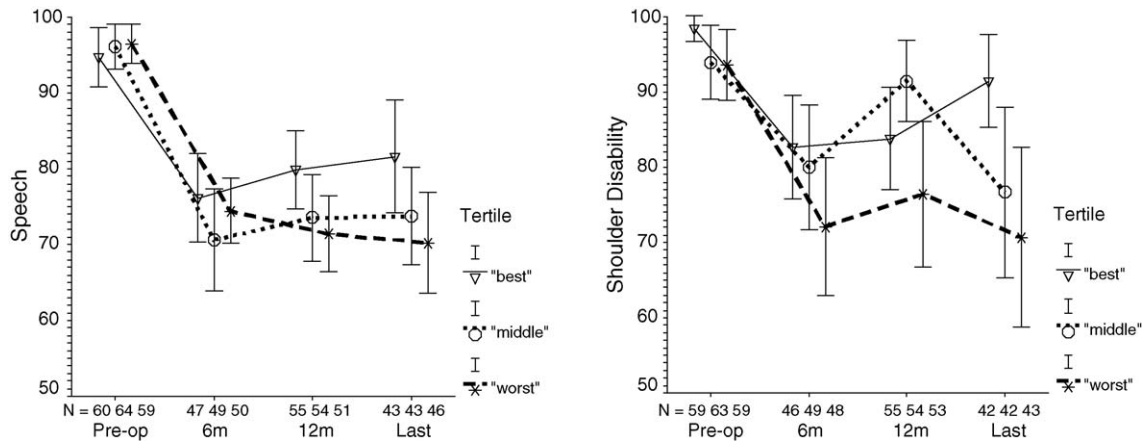 Speech
100
90
80
70
60
50
N = 60 64 59 47 49 50 55 54 51 43 43 46
Pre-op 6m 12m Last
Tertile
"best"
"middle"
"worst"
Shoulder Disability
100
90
80
70
60
50
N = 59 63 59 46 49 48 55 54 53 42 42 43
Pre-op 6m 12m Last
Tertile
"best"
"middle"
"worst"